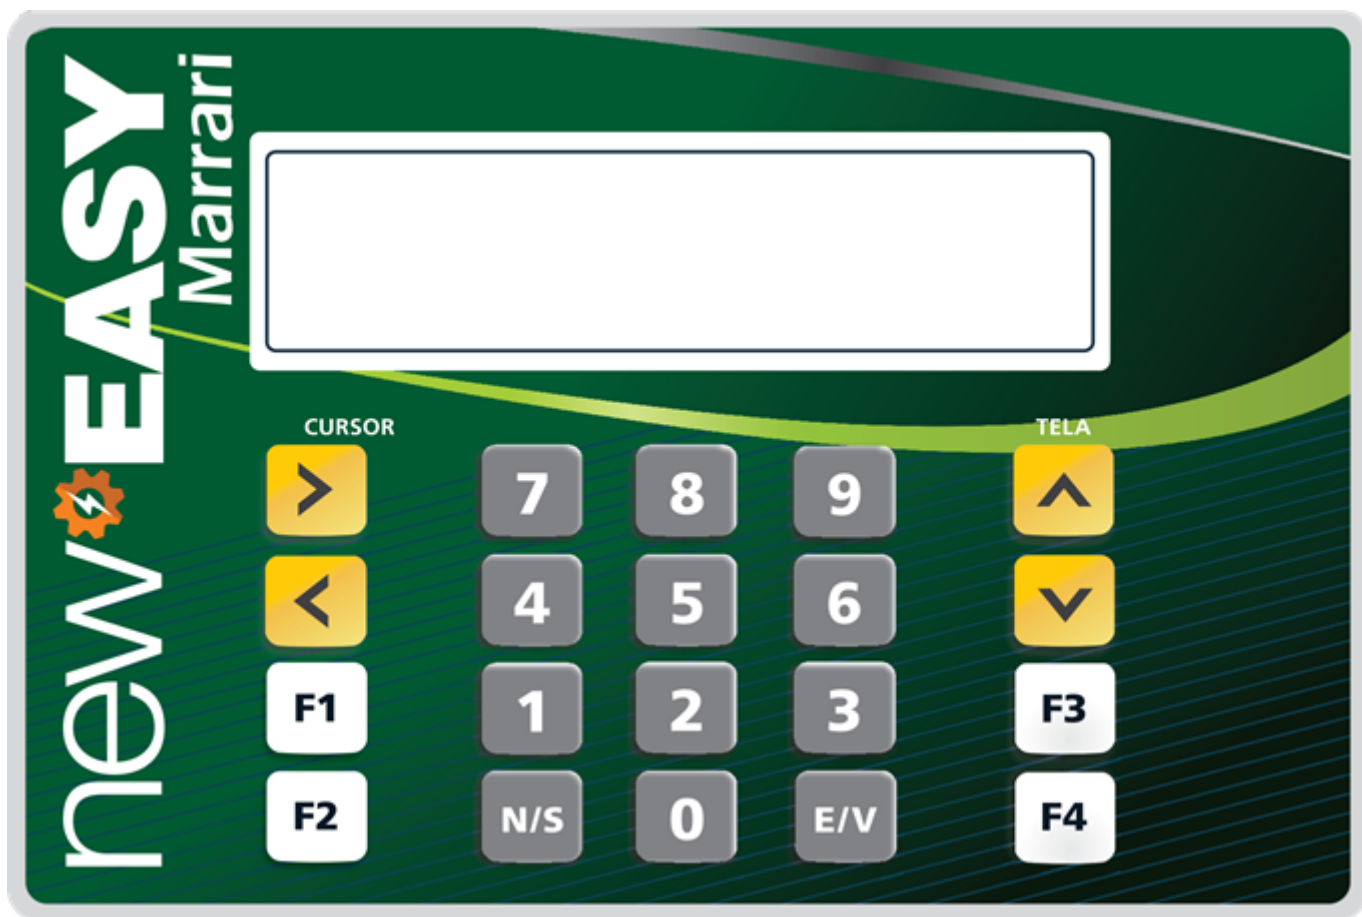 new EASY
Marrari
CURSOR
TELA
> 7 8 9 ^
< 4 5 6 v
F1 1 2 3 F3
F2 N/S 0 E/V F4